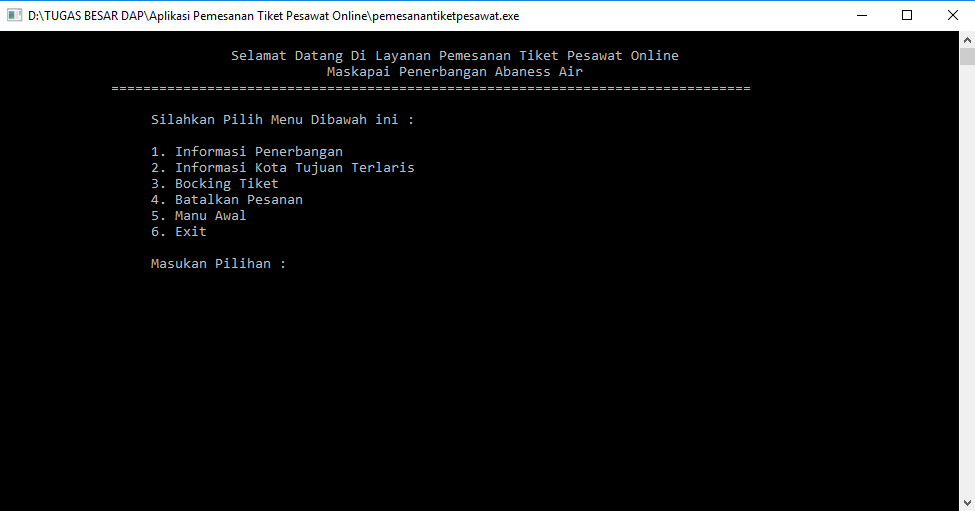 D:\TUGAS BESAR DAP\Aplikasi Pemesanan Tiket Pesawat Online\pemesanantiketpesawat.exe
Selamat Datang Di Layanan Pemesanan Tiket Pesawat Online
Maskapai Penerbangan Abaness Air
================================================================================
Silahkan Pilih Menu Dibawah ini :
1. Informasi Penerbangan
2. Informasi Kota Tujuan Terlaris
3. Bocking Tiket
4. Batalkan Pesanan
5. Manu Awal
6. Exit
Masukan Pilihan :